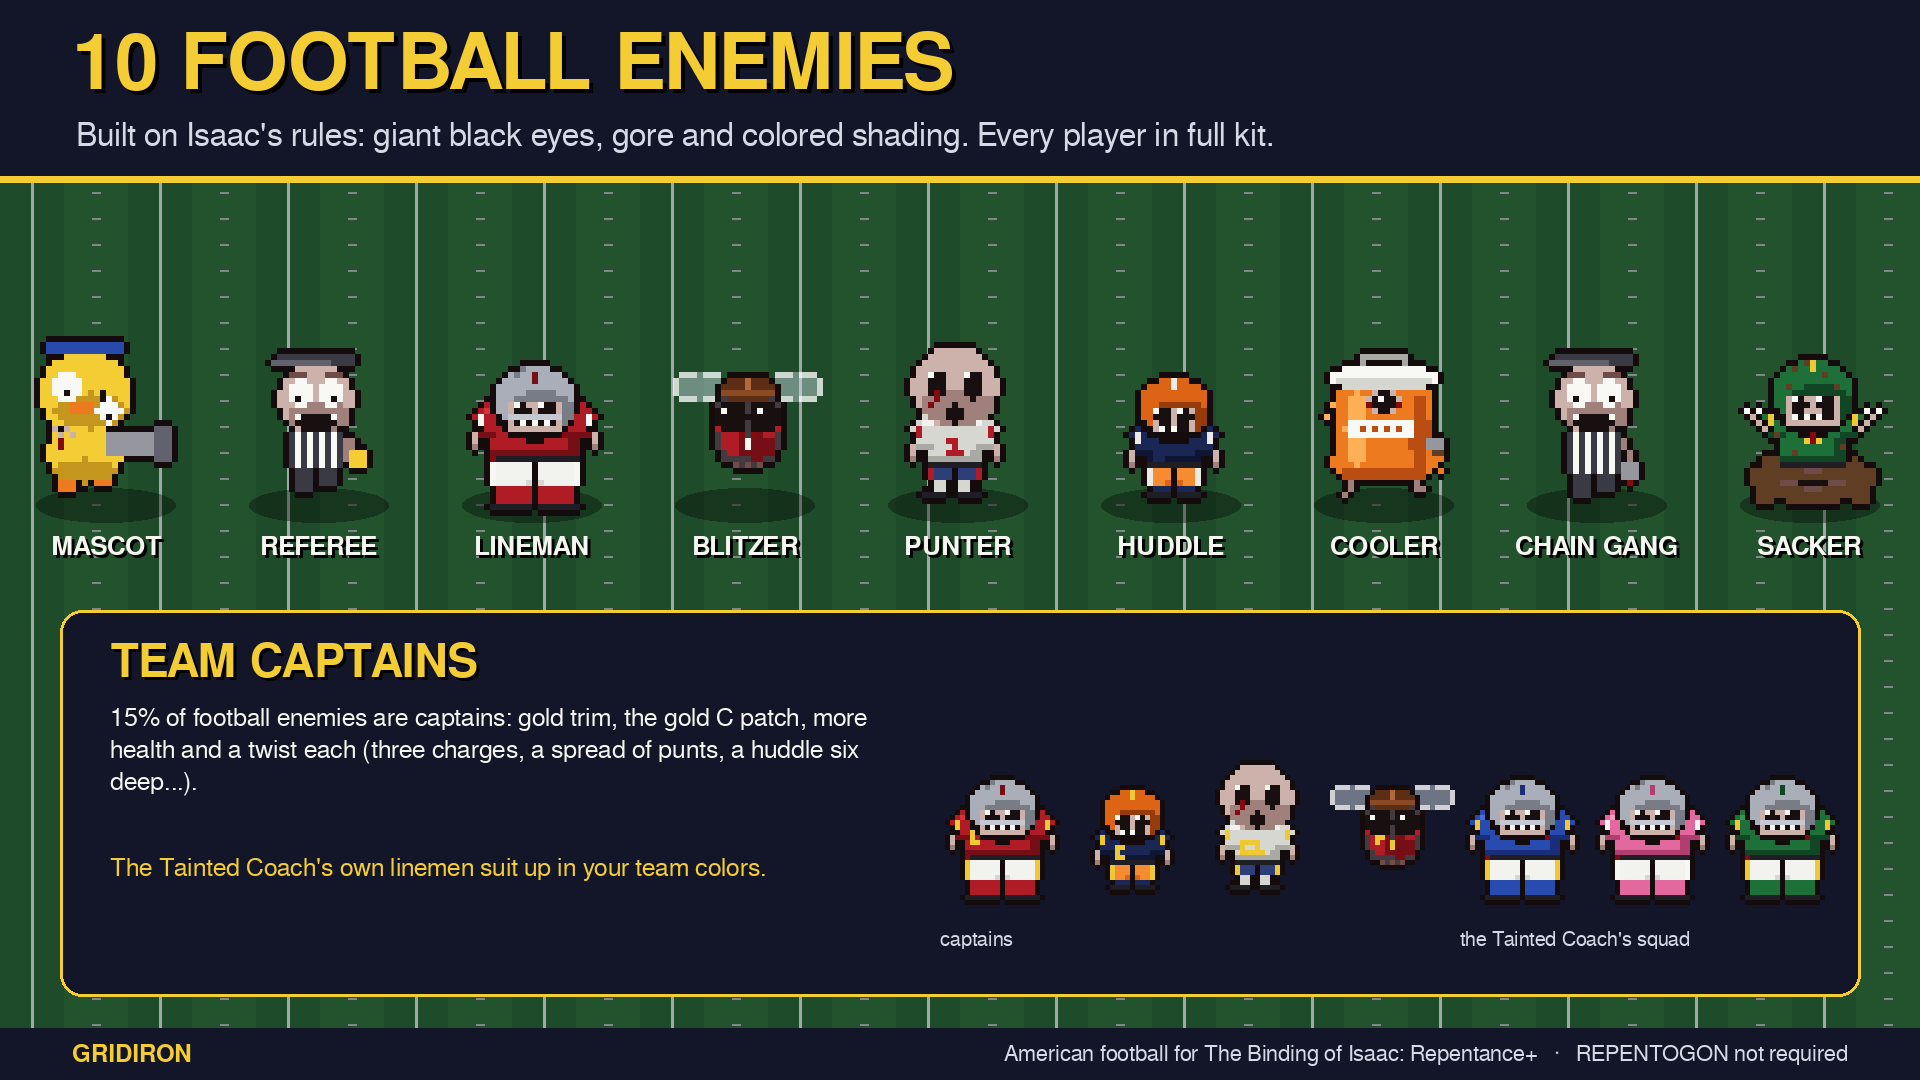 10 FOOTBALL ENEMIES
Built on Isaac's rules: giant black eyes, gore and colored shading. Every player in full kit.
MASCOT
REFEREE
LINEMAN
BLITZER
PUNTER
HUDDLE
COOLER
CHAIN GANG
SACKER
TEAM CAPTAINS
15% of football enemies are captains: gold trim, the gold C patch, more
health and a twist each (three charges, a spread of punts, a huddle six
deep...).
The Tainted Coach's own linemen suit up in your team colors.
captains
the Tainted Coach's squad
GRIDIRON
American football for The Binding of Isaac: Repentance+ · REPENTOGON not required